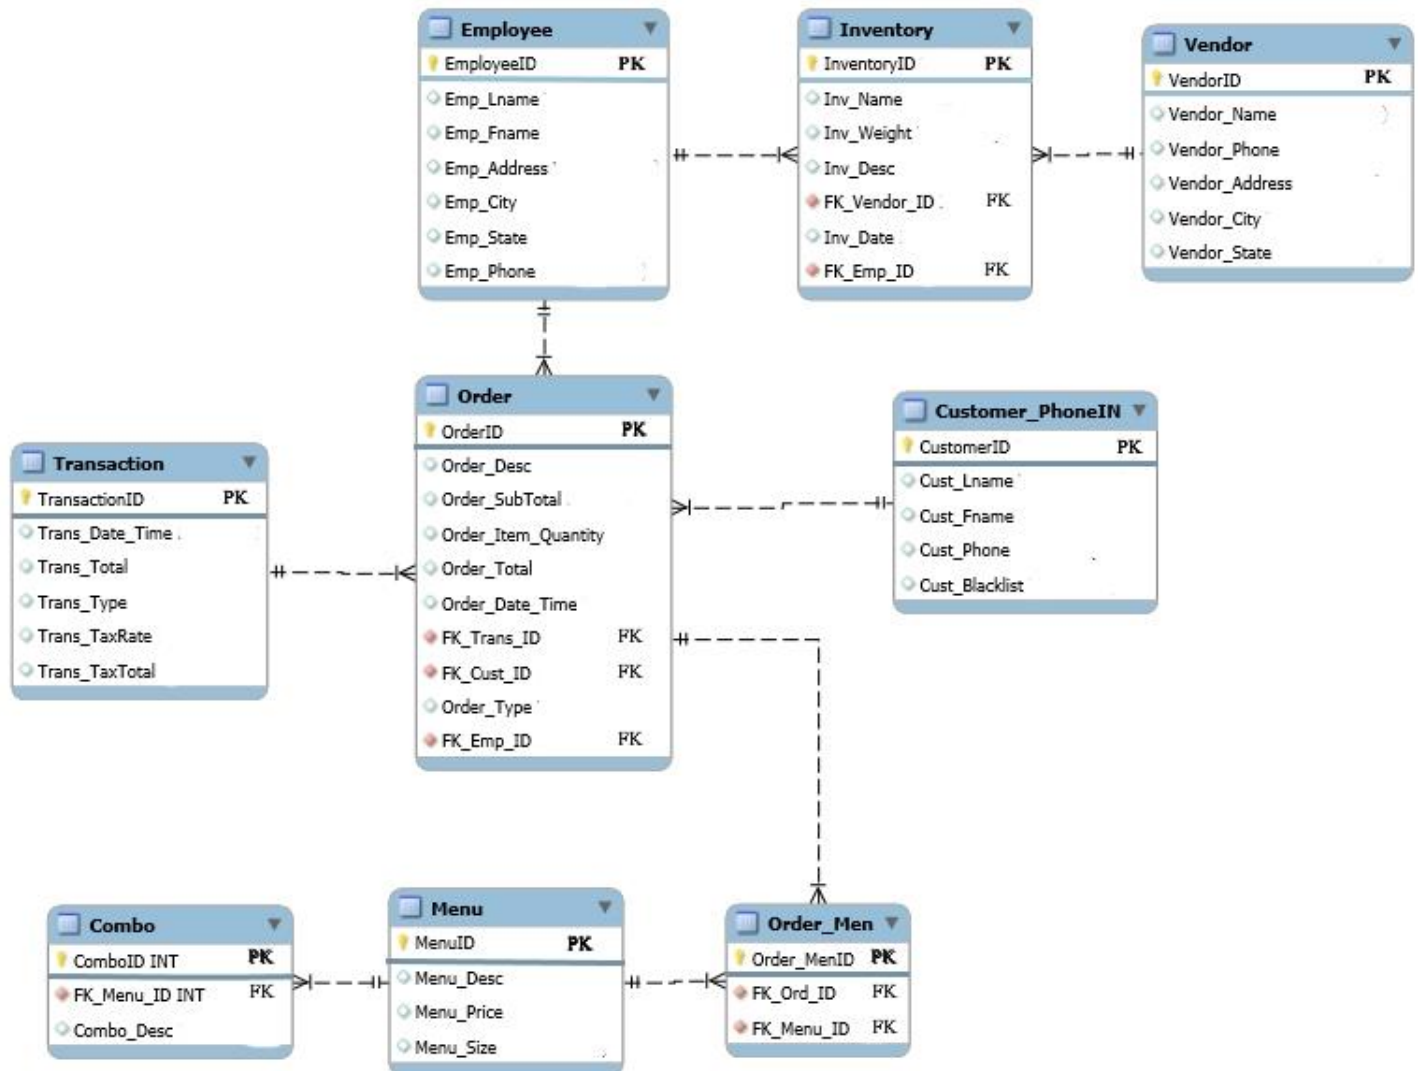 Employee
EmployeeID PK
Emp_Lname
Emp_Fname
Emp_Address
Emp_City
Emp_State
Emp_Phone
Inventory
InventoryID PK
Inv_Name
Inv_Weight
Inv_Desc
FK_Vendor_ID FK
Inv_Date
FK_Emp_ID FK
Vendor
VendorID PK
Vendor_Name
Vendor_Phone
Vendor_Address
Vendor_City
Vendor_State
Transaction
TransactionID PK
Trans_Date_Time
Trans_Total
Trans_Type
Trans_TaxRate
Trans_TaxTotal
Order
OrderID PK
Order_Desc
Order_SubTotal
Order_Item_Quantity
Order_Total
Order_Date_Time
FK_Trans_ID FK
FK_Cust_ID FK
Order_Type
FK_Emp_ID FK
Customer_PhoneIN
CustomerID PK
Cust_Lname
Cust_Fname
Cust_Phone
Cust_Blacklist
Combo
ComboID INT PK
FK_Menu_ID INT FK
Combo_Desc
Menu
MenuID PK
Menu_Desc
Menu_Price
Menu_Size
Order_Men
Order_MenID PK
FK_Ord_ID FK
FK_Menu_ID FK